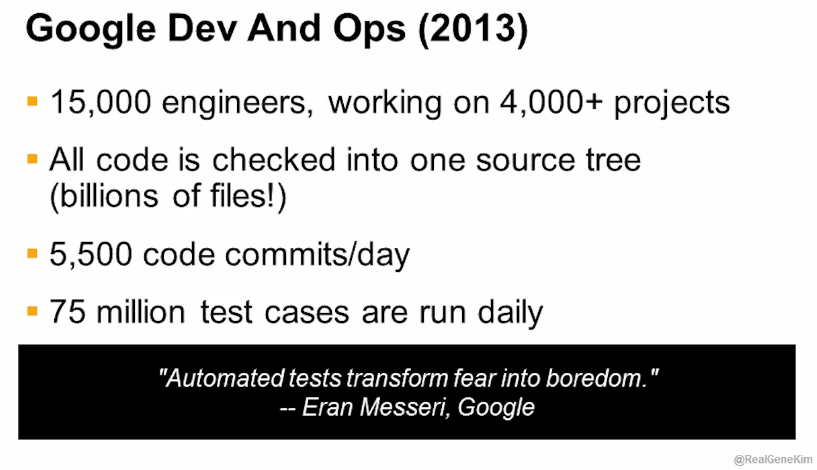 Google Dev And Ops (2013)
15,000 engineers, working on 4,000+ projects
All code is checked into one source tree
(billions of files!)
5,500 code commits/day
75 million test cases are run daily
"Automated tests transform fear into boredom."
-- Eran Messeri, Google
@RealGeneKim